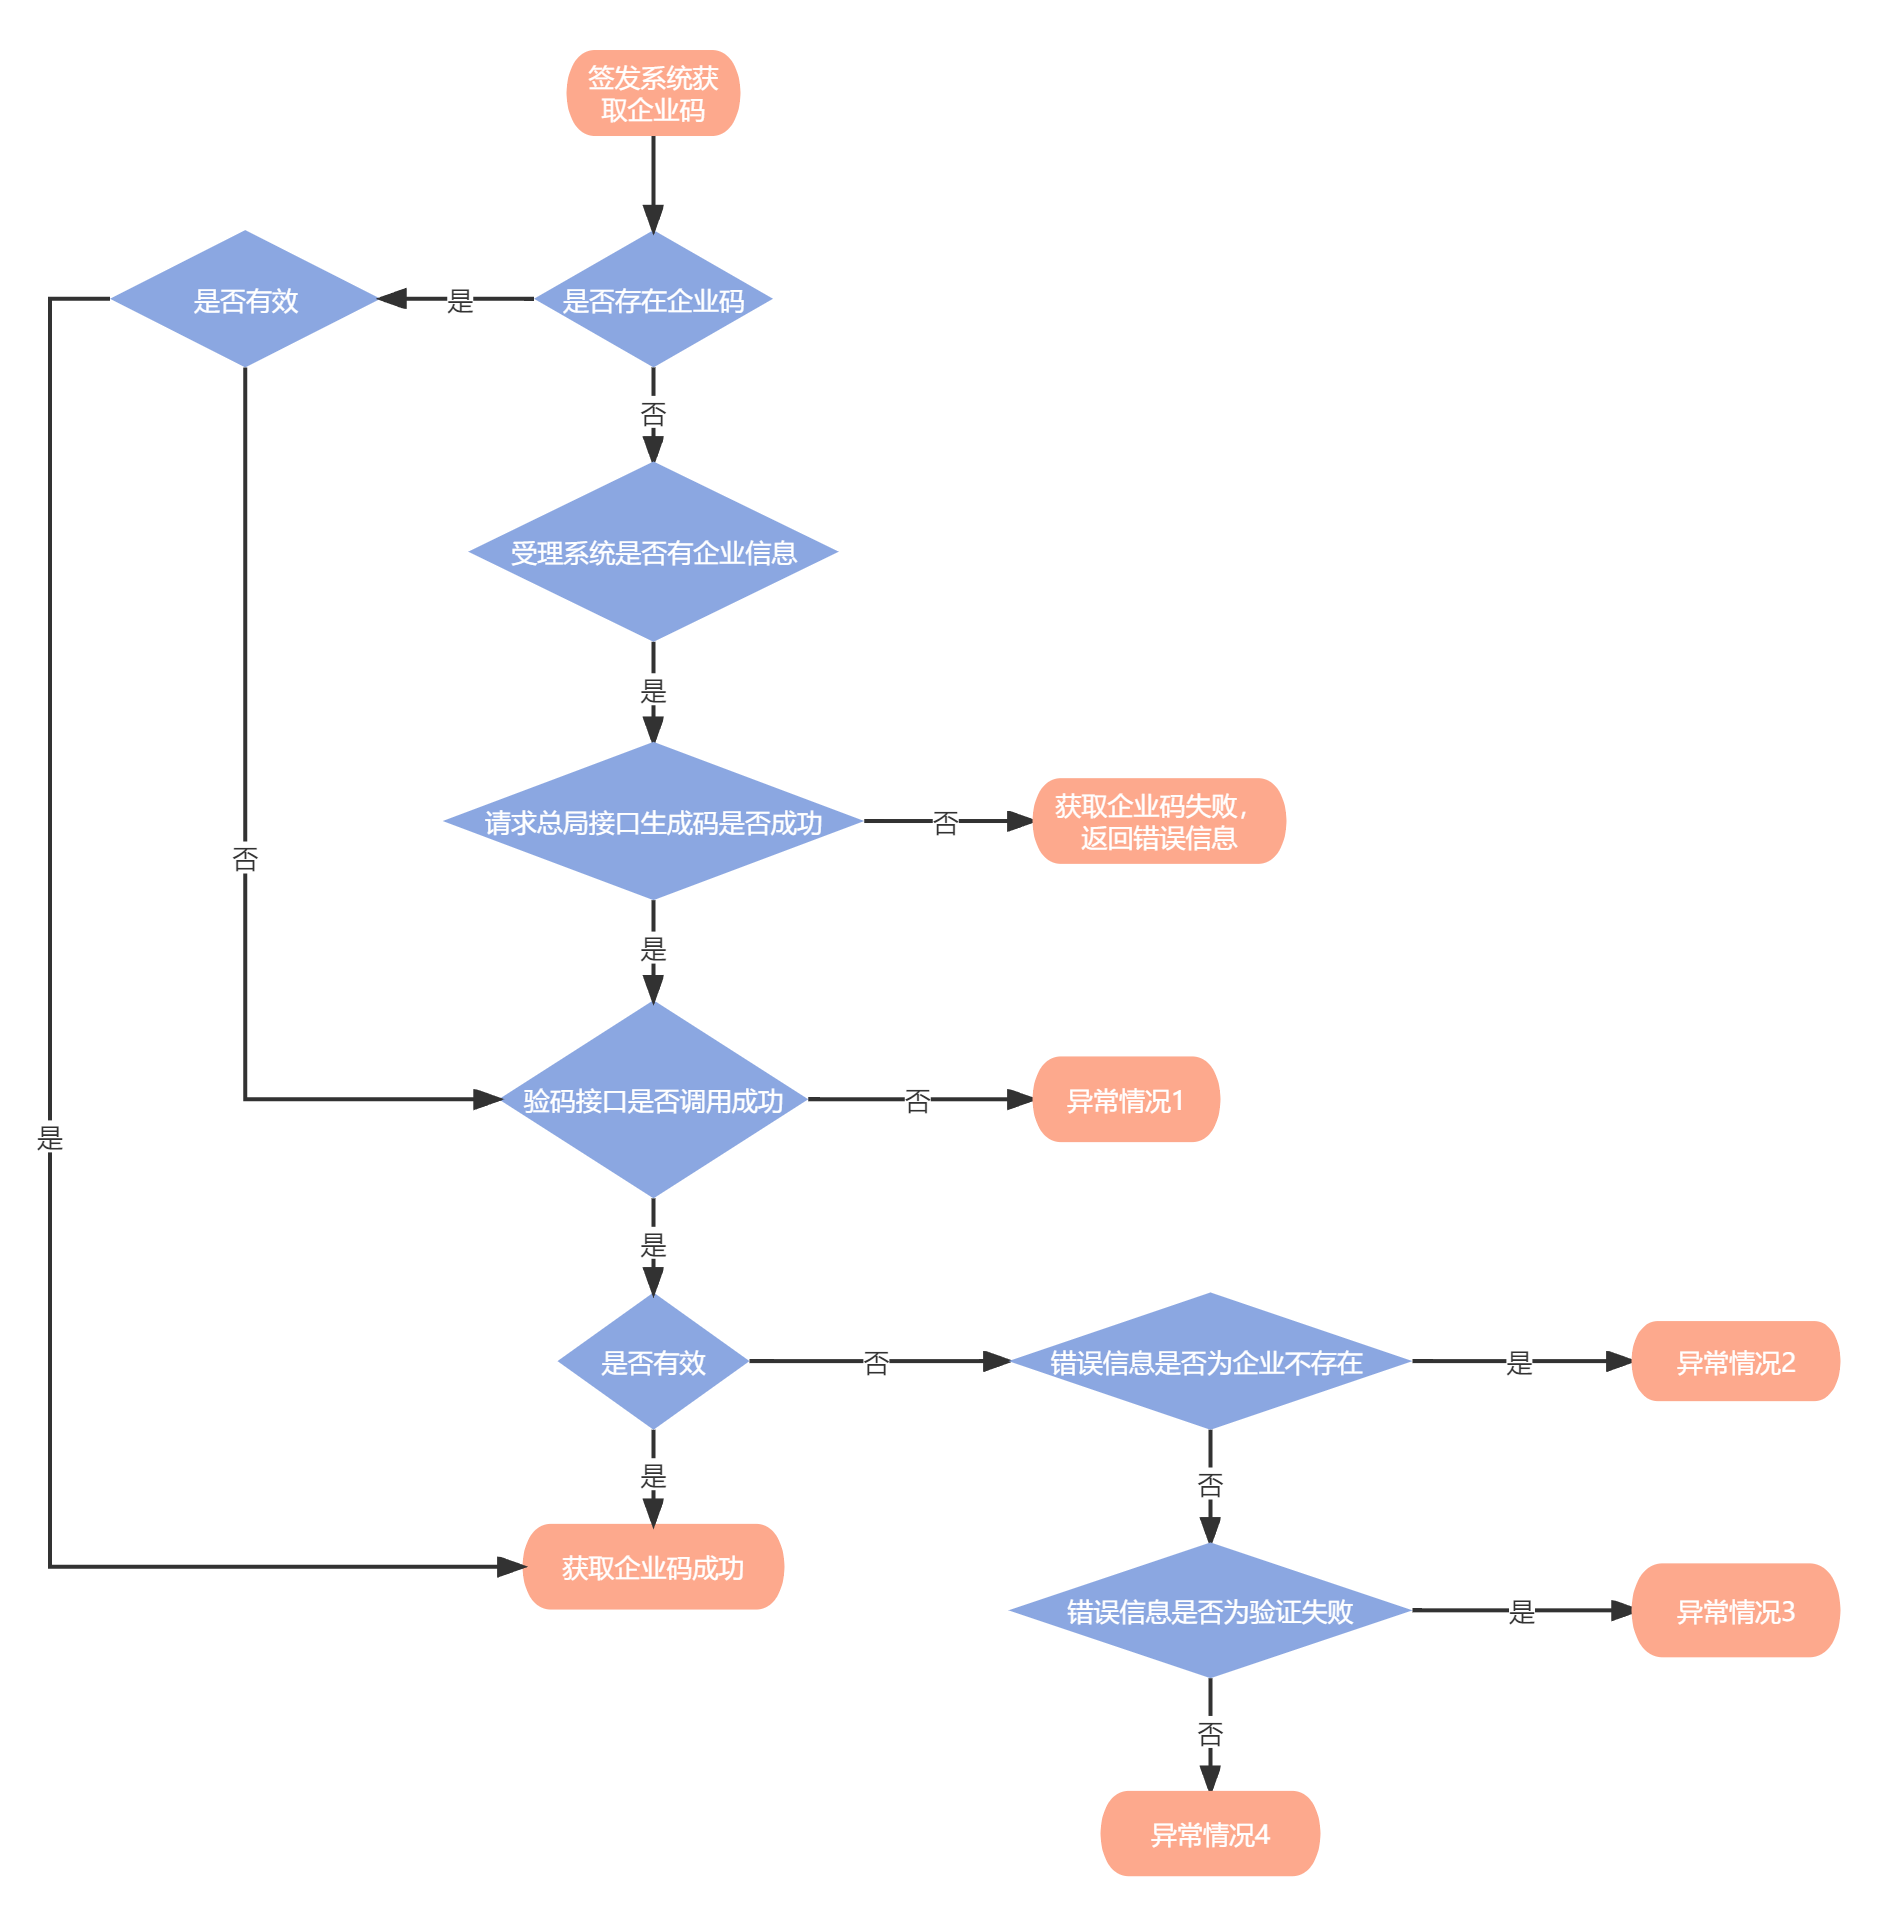 签发系统获
取企业码
是否有效
是
是否存在企业码
否
受理系统是否有企业信息
是
请求总局接口生成码是否成功
否
获取企业码失败，
返回错误信息
否
是
验码接口是否调用成功
否
异常情况1
是
是
是否有效
否
错误信息是否为企业不存在
是
异常情况2
是
否
获取企业码成功
错误信息是否为验证失败
是
异常情况3
否
异常情况4